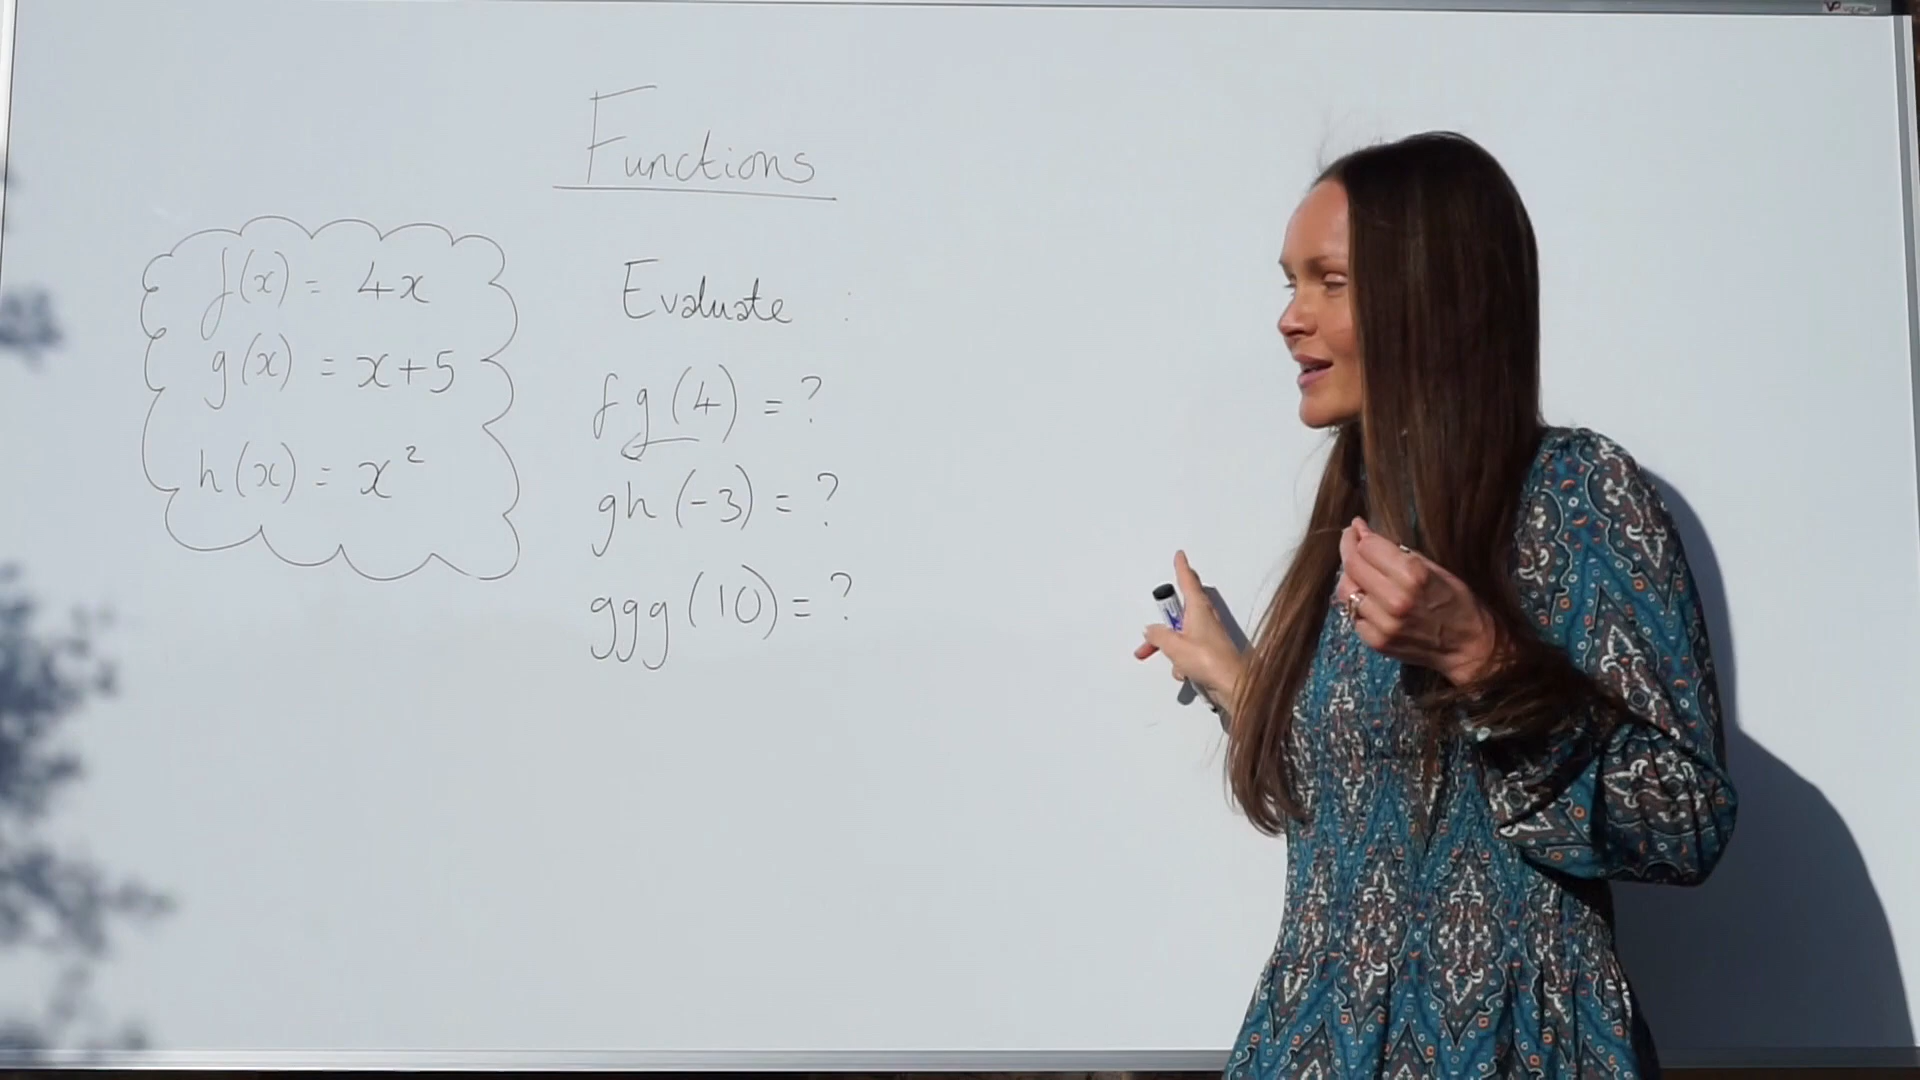 Functions
f(x) = 4x
g(x) = x+5
h(x) = x²
Evaluate :
fg(4) = ?
gh(-3) = ?
ggg(10) = ?